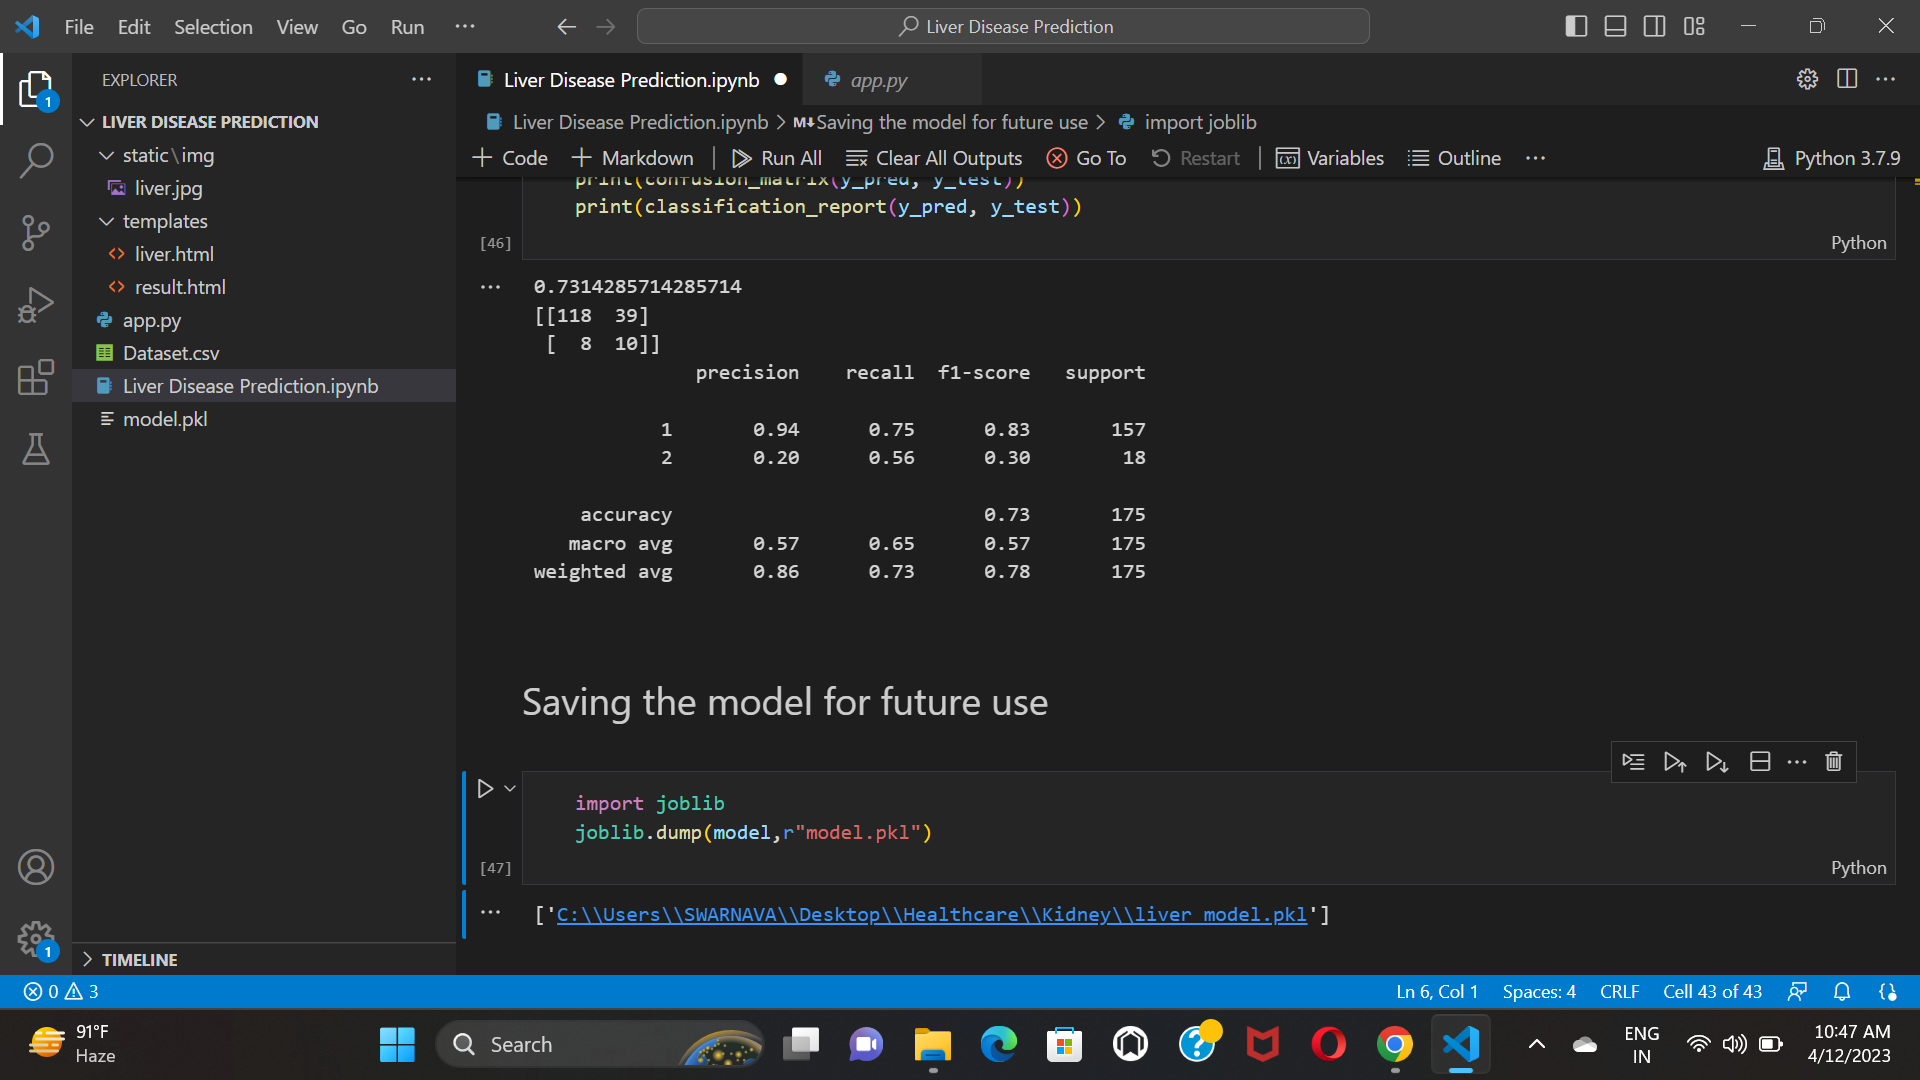 File Edit Selection View Go Run ··· Liver Disease Prediction
EXPLORER ···
Liver Disease Prediction.ipynb app.py ···
LIVER DISEASE PREDICTION
Liver Disease Prediction.ipynb > M↓Saving the model for future use > import joblib
+ Code + Markdown Run All Clear All Outputs Go To Restart Variables Outline ··· Python 3.7.9
static\img
liver.jpg
templates
liver.html
result.html
app.py
Dataset.csv
Liver Disease Prediction.ipynb
model.pkl
TIMELINE
1
1
print(confusion_matrix(y_pred, y_test))
print(classification_report(y_pred, y_test))
[46] Python
··· 0.7314285714285714
[[118 39]
[ 8 10]]
precision recall f1-score support
1 0.94 0.75 0.83 157
2 0.20 0.56 0.30 18
accuracy 0.73 175
macro avg 0.57 0.65 0.57 175
weighted avg 0.86 0.73 0.78 175
Saving the model for future use
import joblib
joblib.dump(model,r"model.pkl")
[47] Python
··· ['C:\\Users\\SWARNAVA\\Desktop\\Healthcare\\Kidney\\liver_model.pkl']
0 3 Ln 6, Col 1 Spaces: 4 CRLF Cell 43 of 43
91°F
Haze
Search
ENG
IN
10:47 AM
4/12/2023